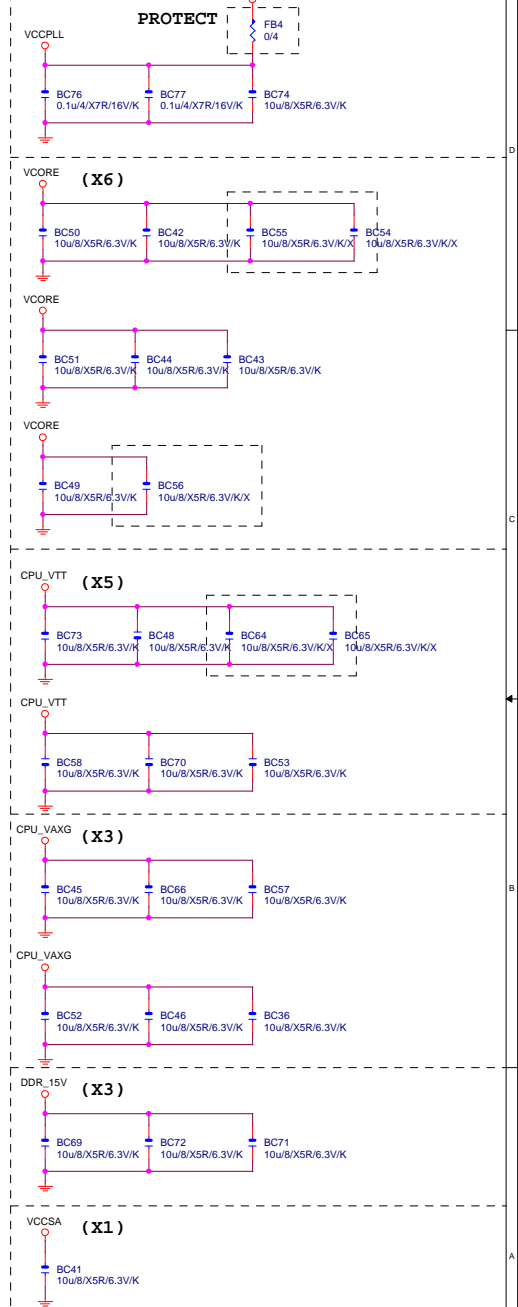 PROTECT
FB4
0/4
VCCPLL
BC76
0.1u/4/X7R/16V/K
BC77
0.1u/4/X7R/16V/K
BC74
10u/8/X5R/6.3V/K
D
VCORE
(X6)
BC50
10u/8/X5R/6.3V/K
BC42
10u/8/X5R/6.3V/K
BC55
10u/8/X5R/6.3V/K/X
BC54
10u/8/X5R/6.3V/K/X
VCORE
BC51
10u/8/X5R/6.3V/K
BC44
10u/8/X5R/6.3V/K
BC43
10u/8/X5R/6.3V/K
VCORE
BC49
10u/8/X5R/6.3V/K
BC56
10u/8/X5R/6.3V/K/X
C
CPU_VTT
(X5)
BC73
10u/8/X5R/6.3V/K
BC48
10u/8/X5R/6.3V/K
BC64
10u/8/X5R/6.3V/K/X
BC65
10u/8/X5R/6.3V/K/X
CPU_VTT
BC58
10u/8/X5R/6.3V/K
BC70
10u/8/X5R/6.3V/K
BC53
10u/8/X5R/6.3V/K
CPU_VAXG
(X3)
BC45
10u/8/X5R/6.3V/K
BC66
10u/8/X5R/6.3V/K
BC57
10u/8/X5R/6.3V/K
B
CPU_VAXG
BC52
10u/8/X5R/6.3V/K
BC46
10u/8/X5R/6.3V/K
BC36
10u/8/X5R/6.3V/K
DDR_15V
(X3)
BC69
10u/8/X5R/6.3V/K
BC72
10u/8/X5R/6.3V/K
BC71
10u/8/X5R/6.3V/K
VCCSA
(X1)
BC41
10u/8/X5R/6.3V/K
A